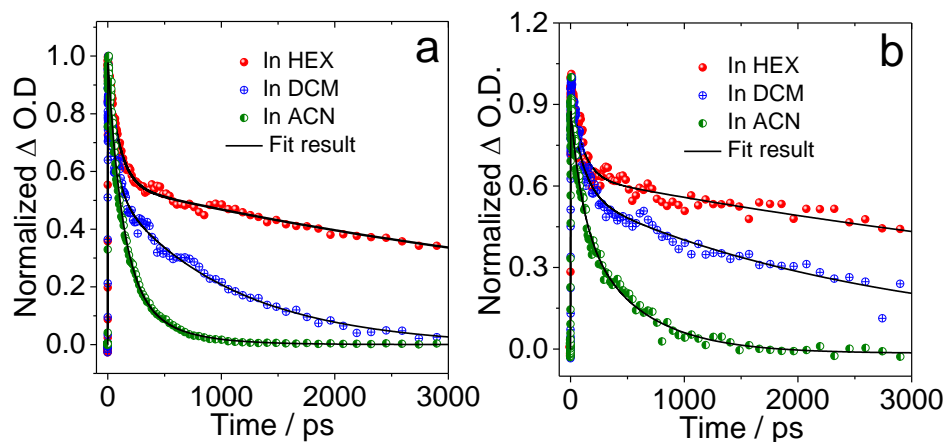 a
In HEX
In DCM
In ACN
Fit result
Normalized Δ O.D
1.0
0.8
0.6
0.4
0.2
0.0
0 1000 2000 3000
Time / ps
b
In HEX
In DCM
In ACN
Fit result
Normalized Δ O.D.
1.2
0.9
0.6
0.3
0.0
0 1000 2000 3000
Time / ps